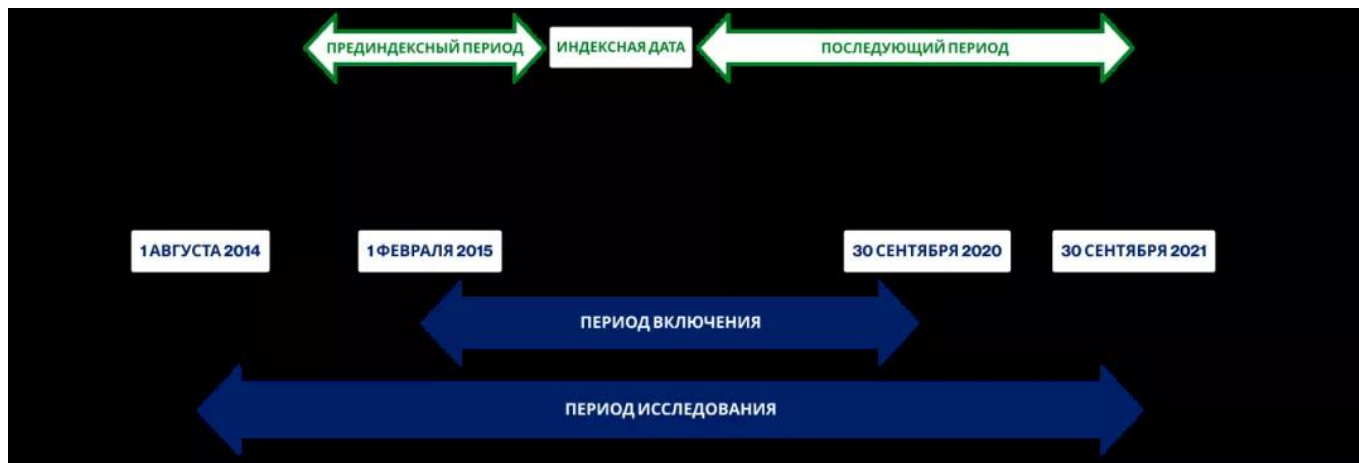 ПРЕДИНДЕКСНЫЙ ПЕРИОД
ИНДЕКСНАЯ ДАТА
ПОСЛЕДУЮЩИЙ ПЕРИОД
1 АВГУСТА 2014
1 ФЕВРАЛЯ 2015
30 СЕНТЯБРЯ 2020
30 СЕНТЯБРЯ 2021
ПЕРИОД ВКЛЮЧЕНИЯ
ПЕРИОД ИССЛЕДОВАНИЯ